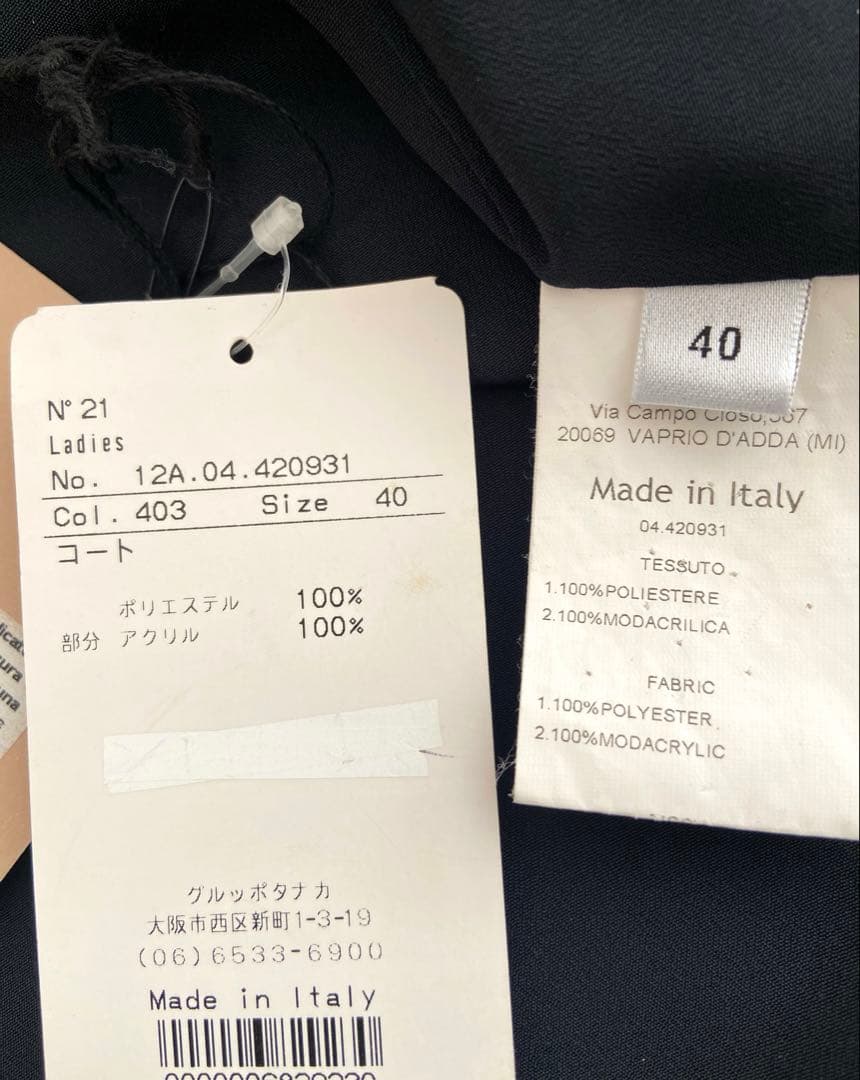 N° 21
Ladies
No. 12A.04.420931
Col. 403 Size 40
コート
ポリエステル 100%
部分 アクリル 100%
グルッポタナカ
大阪市西区新町1-3-19
(06)6533-6900
Made in Italy
40
Via Campo
20069 VAPRIO D'ADDA (MI)
Made in Italy
04.420931
TESSUTO
1.100%POLIESTERE
2.100%MODACRILICA
FABRIC
1.100%POLYESTER
2.100%MODACRYLIC